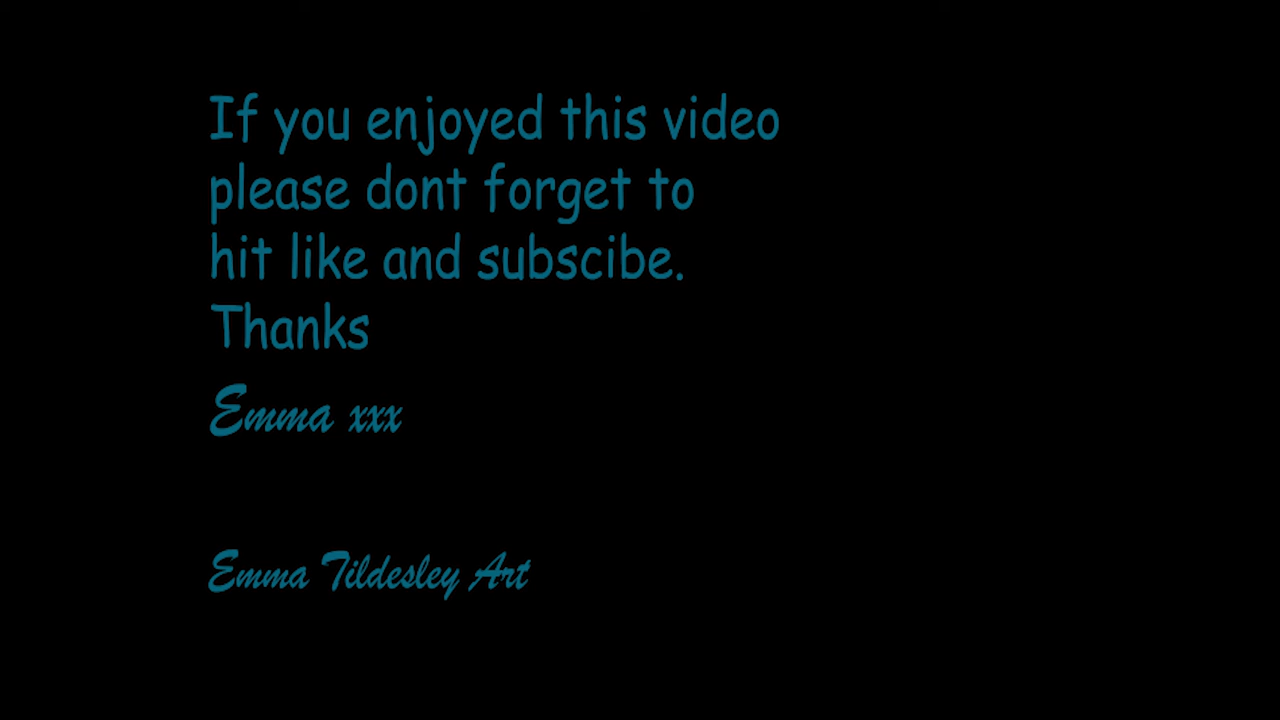 If you enjoyed this video
please dont forget to
hit like and subscibe.
Thanks
Emma xxx
Emma Tildesley Art